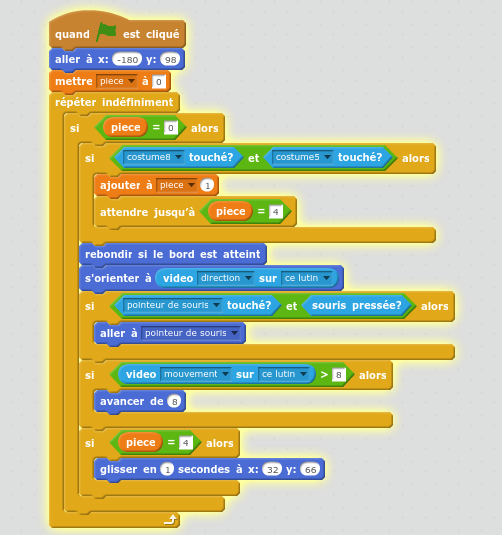 quand est cliqué
aller à x: -180 y: 98
mettre piece à 0
répéter indéfiniment
si piece = 0 alors
si costume8 touché? et costume5 touché? alors
ajouter à piece 1
attendre jusqu'à piece = 4
rebondir si le bord est atteint
s'orienter à video direction sur ce lutin
si pointeur de souris touché? et souris pressée? alors
aller à pointeur de souris
si video mouvement sur ce lutin > 8 alors
avancer de 8
si piece = 4 alors
glisser en 1 secondes à x: 32 y: 66